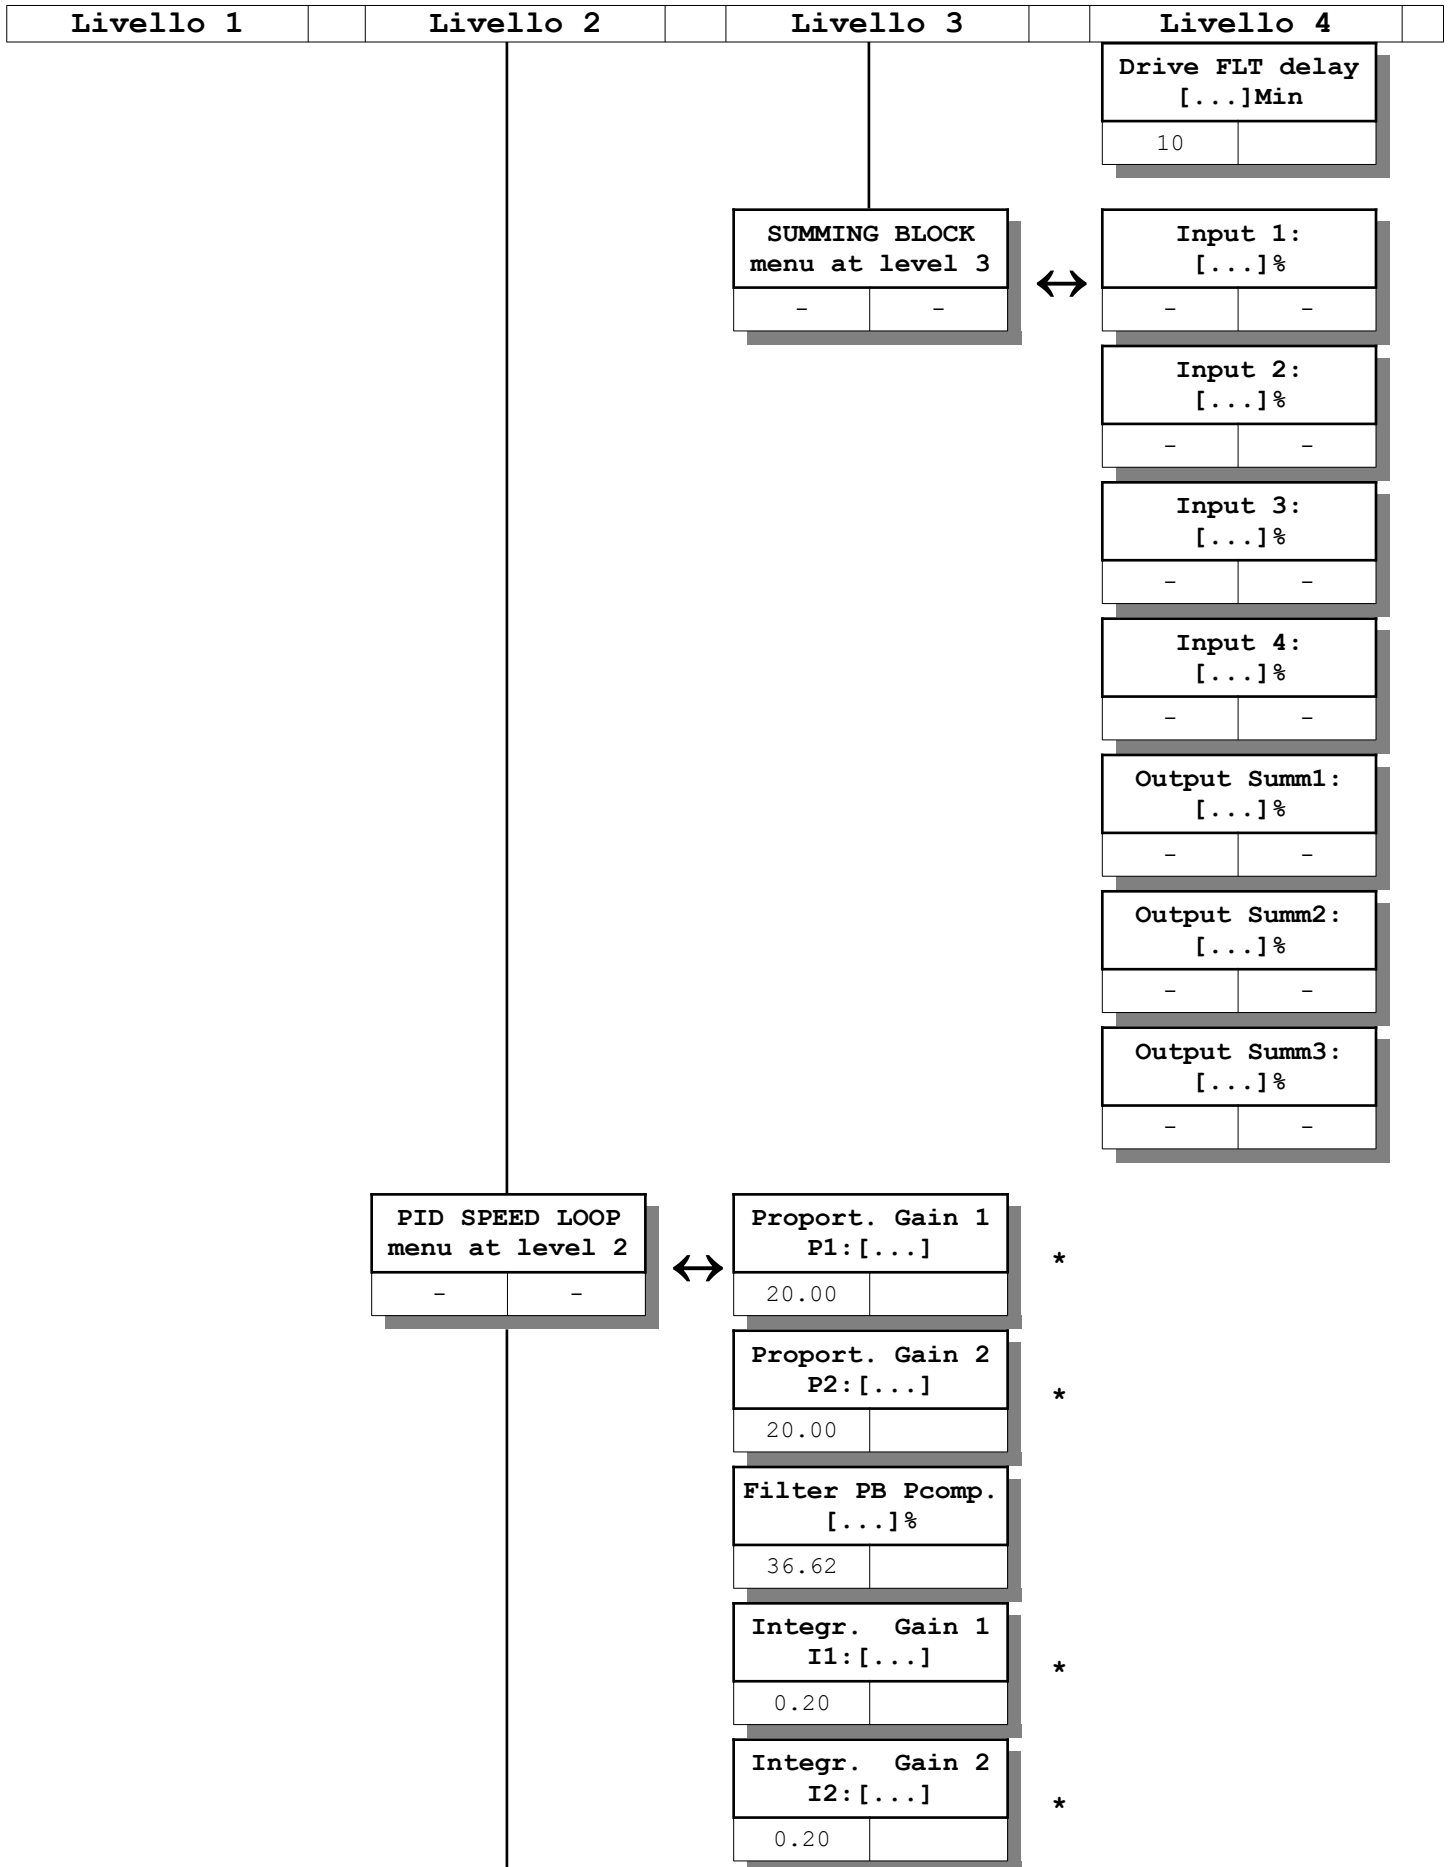 Livello 1 Livello 2 Livello 3 Livello 4
Drive FLT delay
[...]Min
10
SUMMING BLOCK
menu at level 3
- -
↔
Input 1:
[...]%
- -
Input 2:
[...]%
- -
Input 3:
[...]%
- -
Input 4:
[...]%
- -
Output Summ1:
[...]%
- -
Output Summ2:
[...]%
- -
Output Summ3:
[...]%
- -
PID SPEED LOOP
menu at level 2
- -
↔
Proport. Gain 1
P1:[...]
*
20.00
Proport. Gain 2
P2:[...]
*
20.00
Filter PB Pcomp.
[...]%
36.62
Integr.  Gain 1
I1:[...]
*
0.20
Integr.  Gain 2
I2:[...]
*
0.20